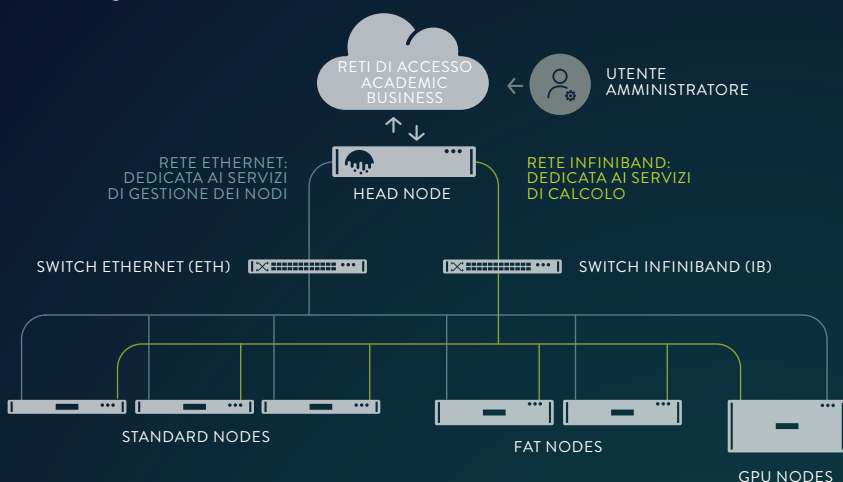 RETI DI ACCESSO
ACADEMIC
BUSINESS
UTENTE
AMMINISTRATORE
RETE ETHERNET:
DEDICATA AI SERVIZI
DI GESTIONE DEI NODI
HEAD NODE
RETE INFINIBAND:
DEDICATA AI SERVIZI
DI CALCOLO
SWITCH ETHERNET (ETH)
SWITCH INFINIBAND (IB)
STANDARD NODES
FAT NODES
GPU NODES